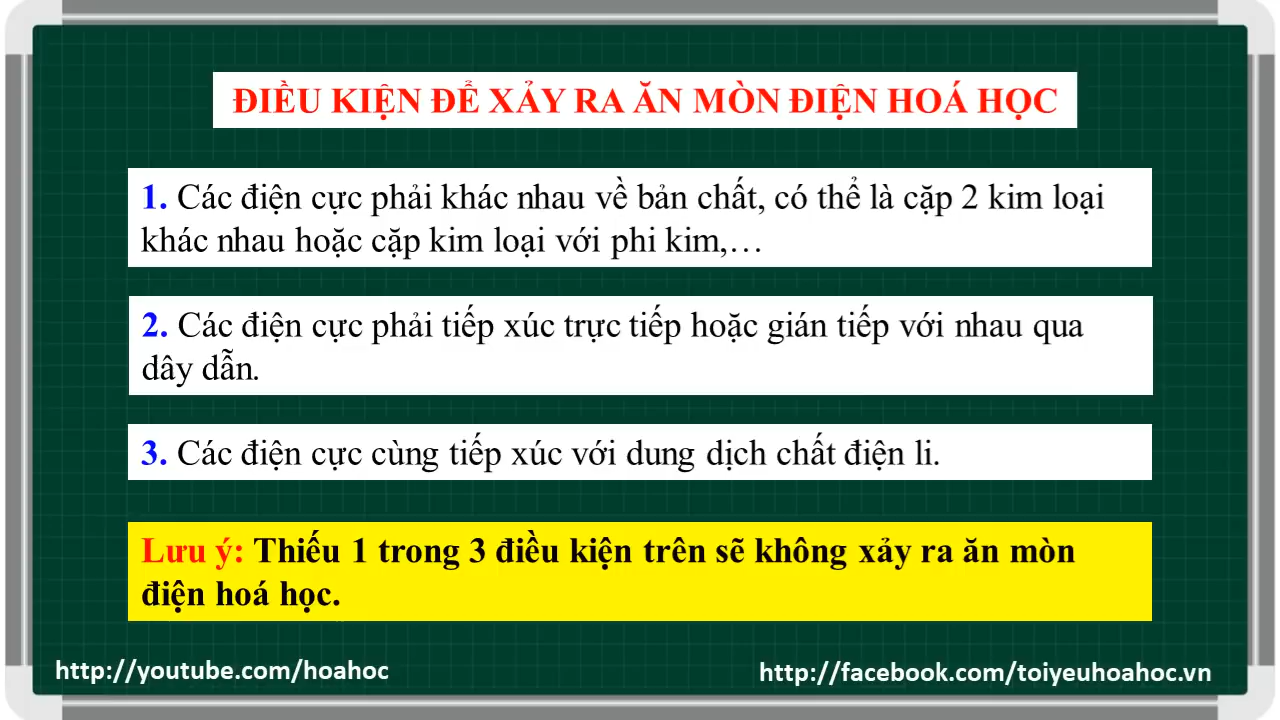 ĐIỀU KIỆN ĐỂ XẢY RA ĂN MÒN ĐIỆN HOÁ HỌC
1. Các điện cực phải khác nhau về bản chất, có thể là cặp 2 kim loại
khác nhau hoặc cặp kim loại với phi kim,…
2. Các điện cực phải tiếp xúc trực tiếp hoặc gián tiếp với nhau qua
dây dẫn.
3. Các điện cực cùng tiếp xúc với dung dịch chất điện li.
Lưu ý: Thiếu 1 trong 3 điều kiện trên sẽ không xảy ra ăn mòn
điện hoá học.
http://youtube.com/hoahoc
http://facebook.com/toiyeuhoahoc.vn